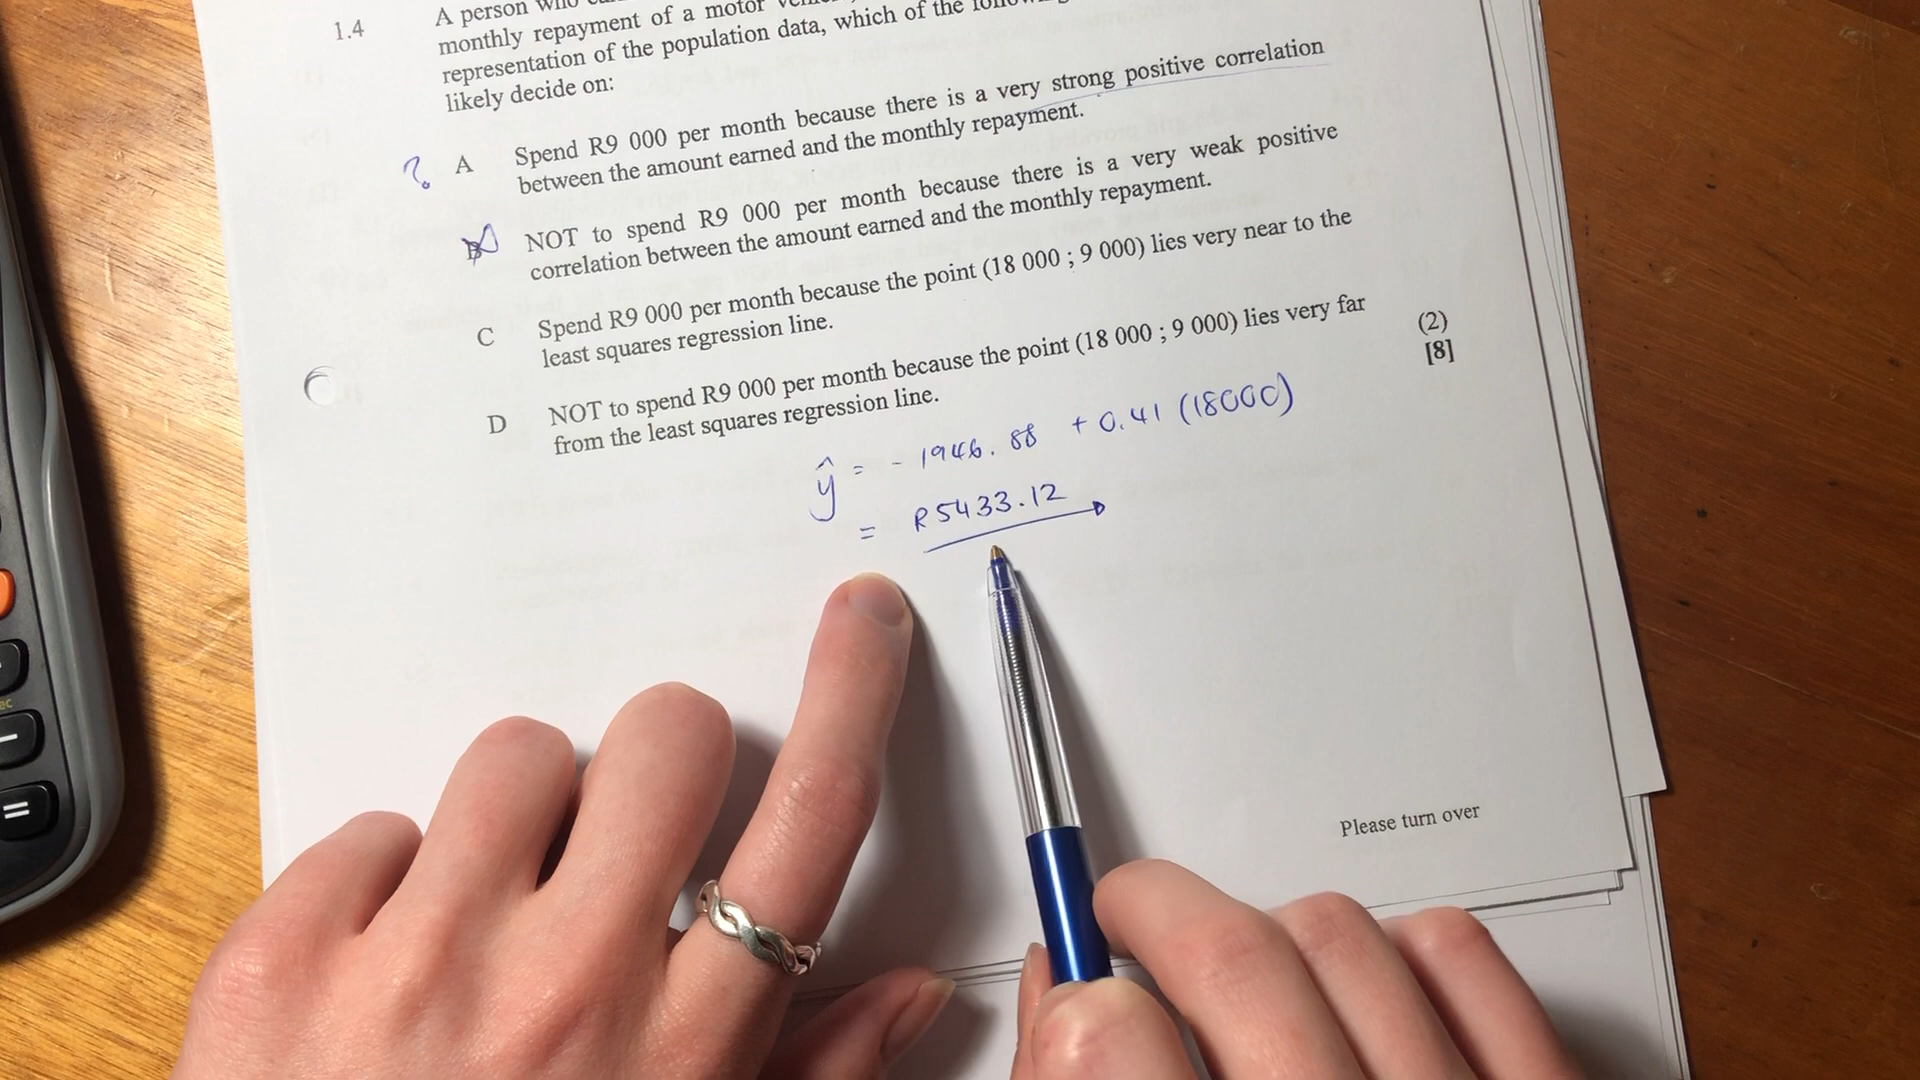 1.4
A person who
monthly repayment of a motor
representation of the population data, which of the
likely decide on:
? A Spend R9 000 per month because there is a very strong positive correlation
between the amount earned and the monthly repayment.
B NOT to spend R9 000 per month because there is a very weak positive
correlation between the amount earned and the monthly repayment.
C Spend R9 000 per month because the point (18 000 ; 9 000) lies very near to the
least squares regression line.
D NOT to spend R9 000 per month because the point (18 000 ; 9 000) lies very far
from the least squares regression line.
(2)
[8]
ŷ = - 1946.88 + 0.41 (18000)
= R5433.12
Please turn over
=